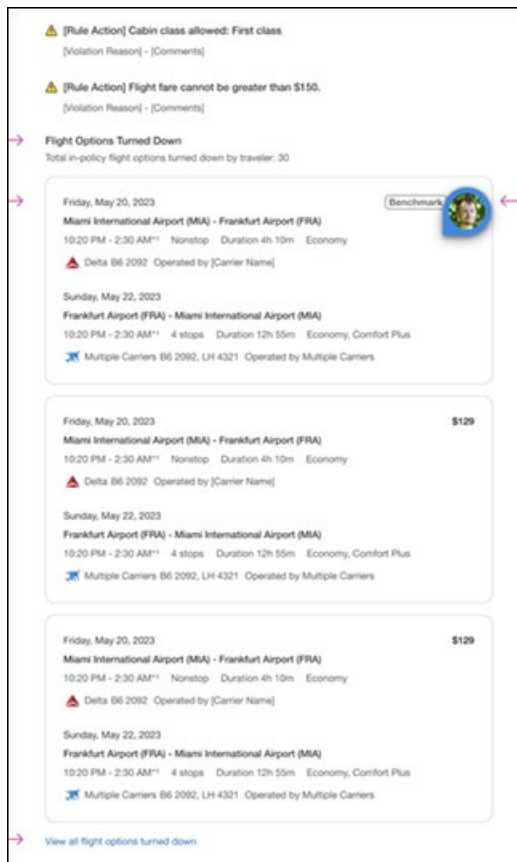 [Rule Action] Cabin class allowed: First class
[Violation Reason] - [Comments]
[Rule Action] Flight fare cannot be greater than $150.
[Violation Reason] - [Comments]
Flight Options Turned Down
Total in-policy flight options turned down by traveler: 30
Friday, May 20, 2023 Benchmark
Miami International Airport (MIA) - Frankfurt Airport (FRA)
10:20 PM - 2:30 AM⁺¹ Nonstop Duration 4h 10m Economy
Delta B6 2092 Operated by [Carrier Name]
Sunday, May 22, 2023
Frankfurt Airport (FRA) - Miami International Airport (MIA)
10:20 PM - 2:30 AM⁺¹ 4 stops Duration 12h 55m Economy, Comfort Plus
Multiple Carriers B6 2092, LH 4321 Operated by Multiple Carriers
Friday, May 20, 2023 $129
Miami International Airport (MIA) - Frankfurt Airport (FRA)
10:20 PM - 2:30 AM⁺¹ Nonstop Duration 4h 10m Economy
Delta B6 2092 Operated by [Carrier Name]
Sunday, May 22, 2023
Frankfurt Airport (FRA) - Miami International Airport (MIA)
10:20 PM - 2:30 AM⁺¹ 4 stops Duration 12h 55m Economy, Comfort Plus
Multiple Carriers B6 2092, LH 4321 Operated by Multiple Carriers
Friday, May 20, 2023 $129
Miami International Airport (MIA) - Frankfurt Airport (FRA)
10:20 PM - 2:30 AM⁺¹ Nonstop Duration 4h 10m Economy
Delta B6 2092 Operated by [Carrier Name]
Sunday, May 22, 2023
Frankfurt Airport (FRA) - Miami International Airport (MIA)
10:20 PM - 2:30 AM⁺¹ 4 stops Duration 12h 55m Economy, Comfort Plus
Multiple Carriers B6 2092, LH 4321 Operated by Multiple Carriers
View all flight options turned down